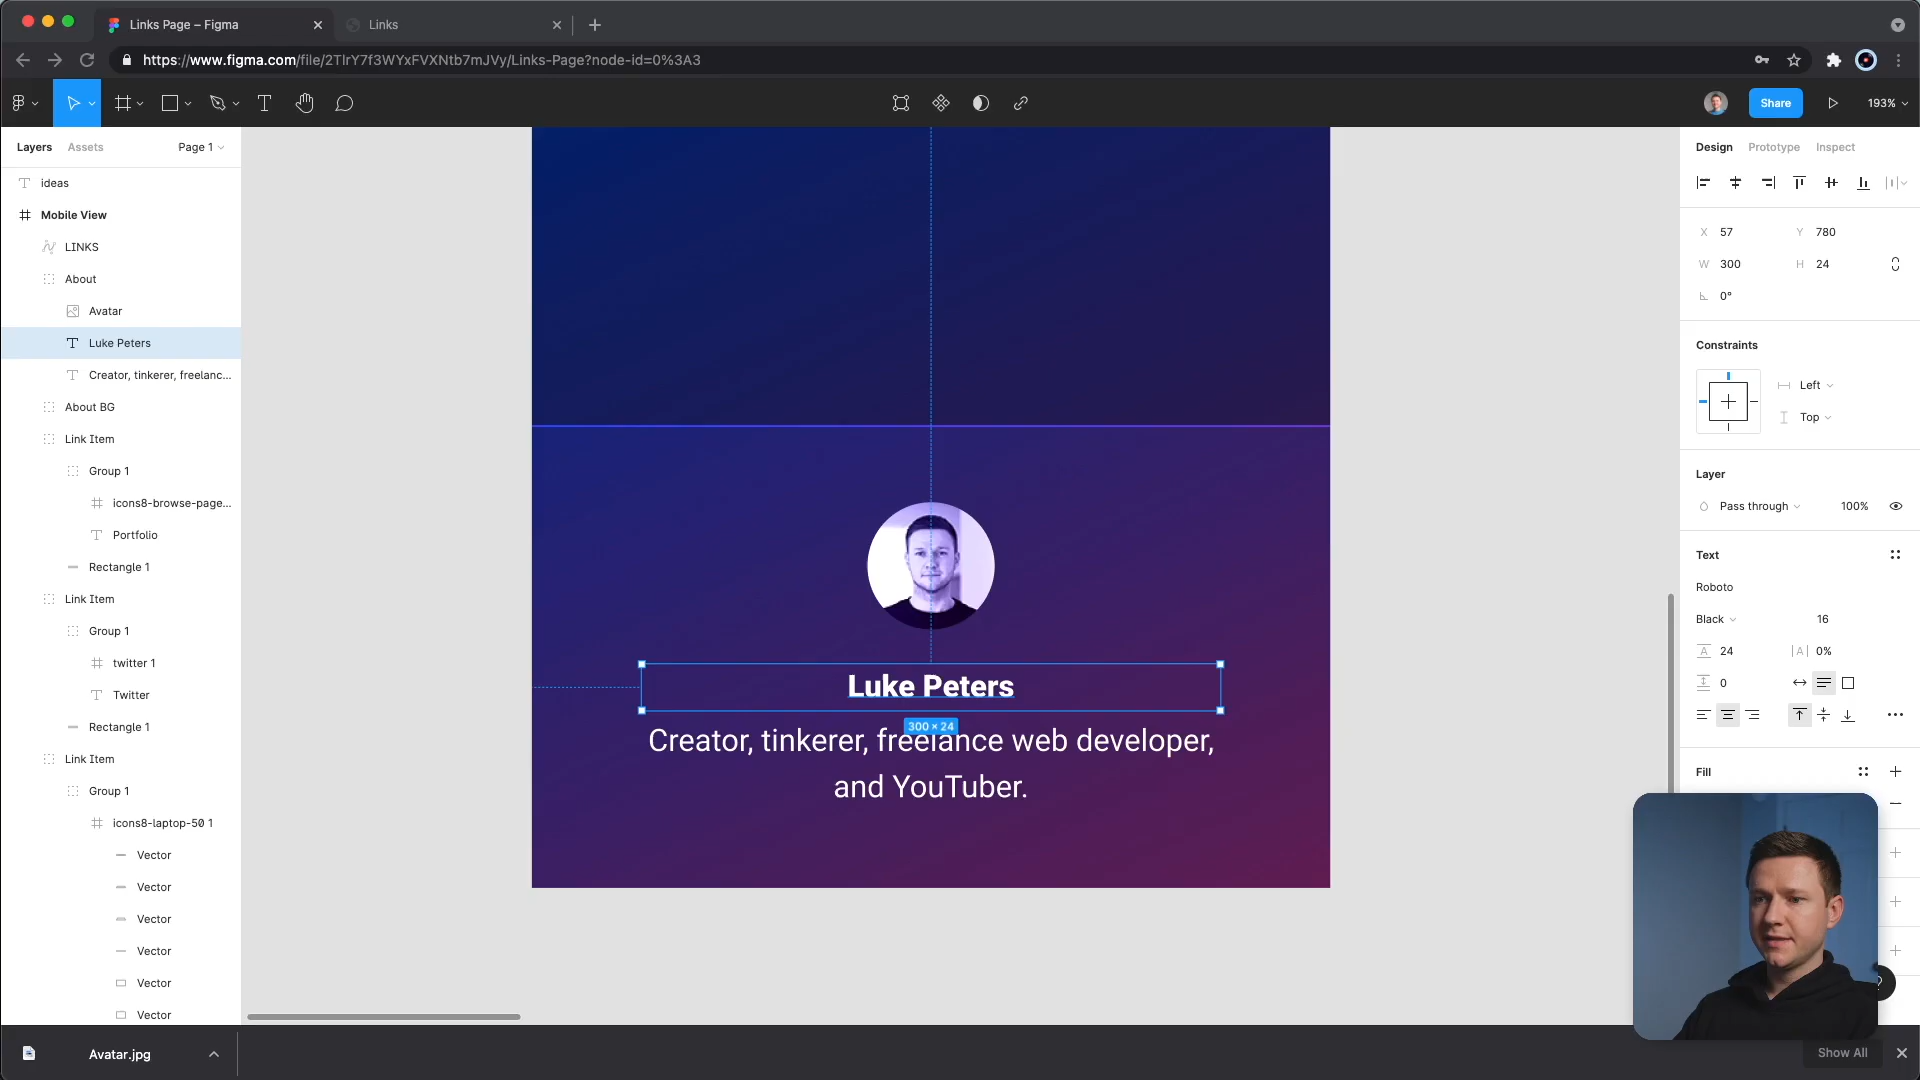 Links Page – Figma
Links
https://www.figma.com/file/2TlrY7f3WYxFVXNtb7mJVy/Links-Page?node-id=0%3A3
Share
193%
Layers
Assets
Page 1
ideas
Mobile View
LINKS
About
Avatar
Luke Peters
Creator, tinkerer, freelanc...
About BG
Link Item
Group 1
icons8-browse-page...
Portfolio
Rectangle 1
Link Item
Group 1
twitter 1
Twitter
Rectangle 1
Link Item
Group 1
icons8-laptop-50 1
Vector
Vector
Vector
Vector
Vector
Vector
Luke Peters
300 × 24
Creator, tinkerer, freelance web developer,
and YouTuber.
Design
Prototype
Inspect
X 57 Y 780
W 300 H 24
0°
Constraints
Left
Top
Layer
Pass through 100%
Text
Roboto
Black 16
A 24 |A| 0%
0
Fill
Avatar.jpg
Show All